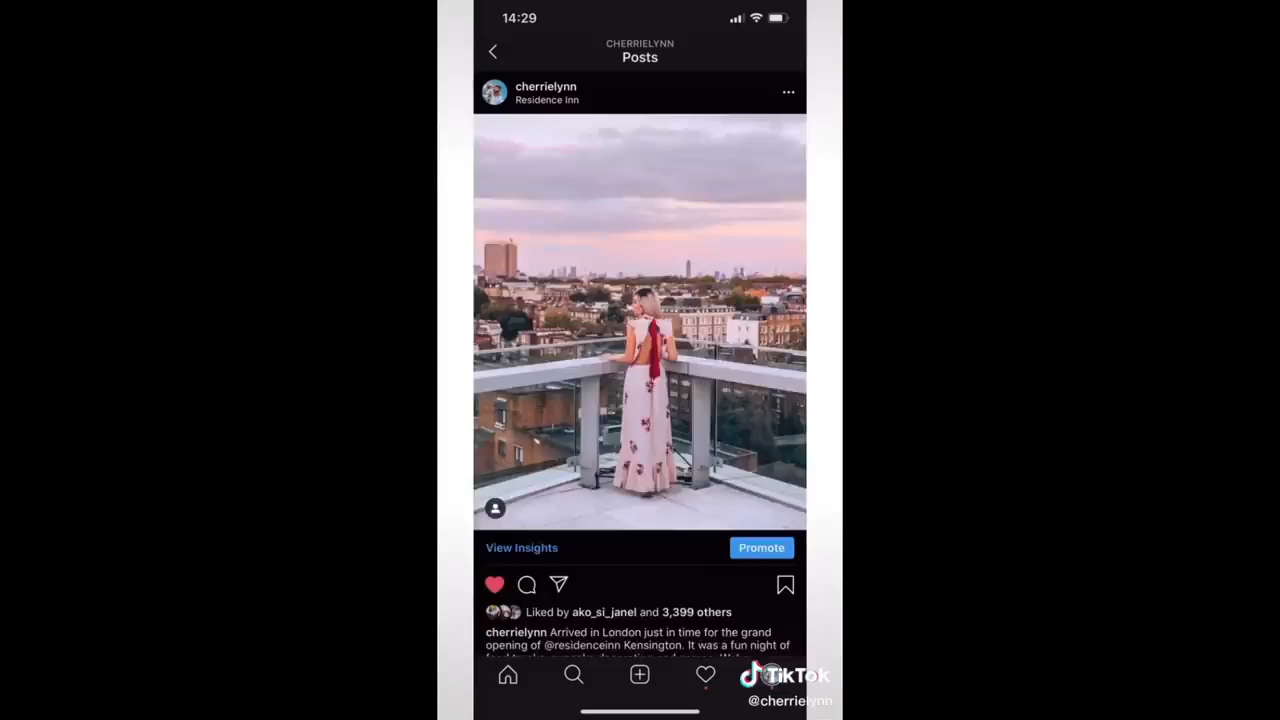 14:29
CHERRIELYNN
Posts
cherrielynn
Residence Inn
View Insights
Promote
Liked by ako_si_janel and 3,399 others
cherrielynn Arrived in London just in time for the grand
opening of @residenceinn Kensington. It was a fun night of
TikTok
@cherrielynn